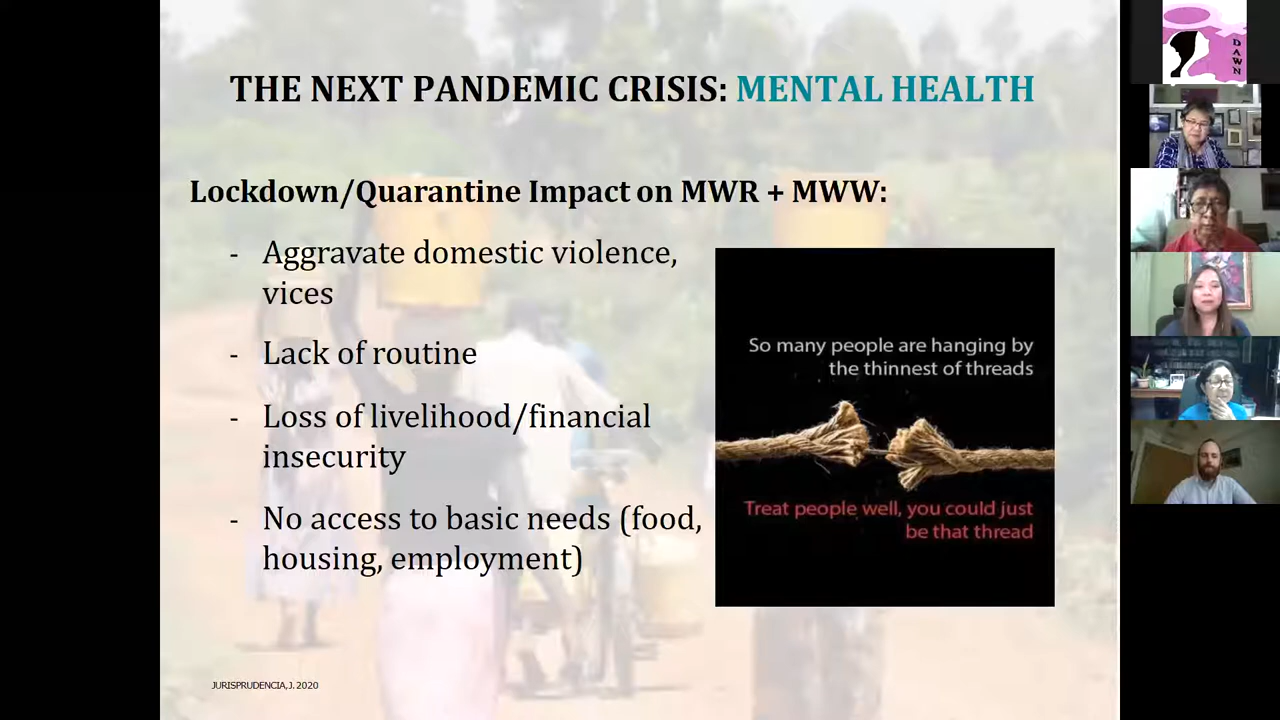 THE NEXT PANDEMIC CRISIS: MENTAL HEALTH
Lockdown/Quarantine Impact on MWR + MWW:
- Aggravate domestic violence,
vices
- Lack of routine
- Loss of livelihood/financial
insecurity
- No access to basic needs (food,
housing, employment)
So many people are hanging by
the thinnest of threads
Treat people well, you could just
be that thread
JURISPRUDENCIA, J. 2020
DAWN